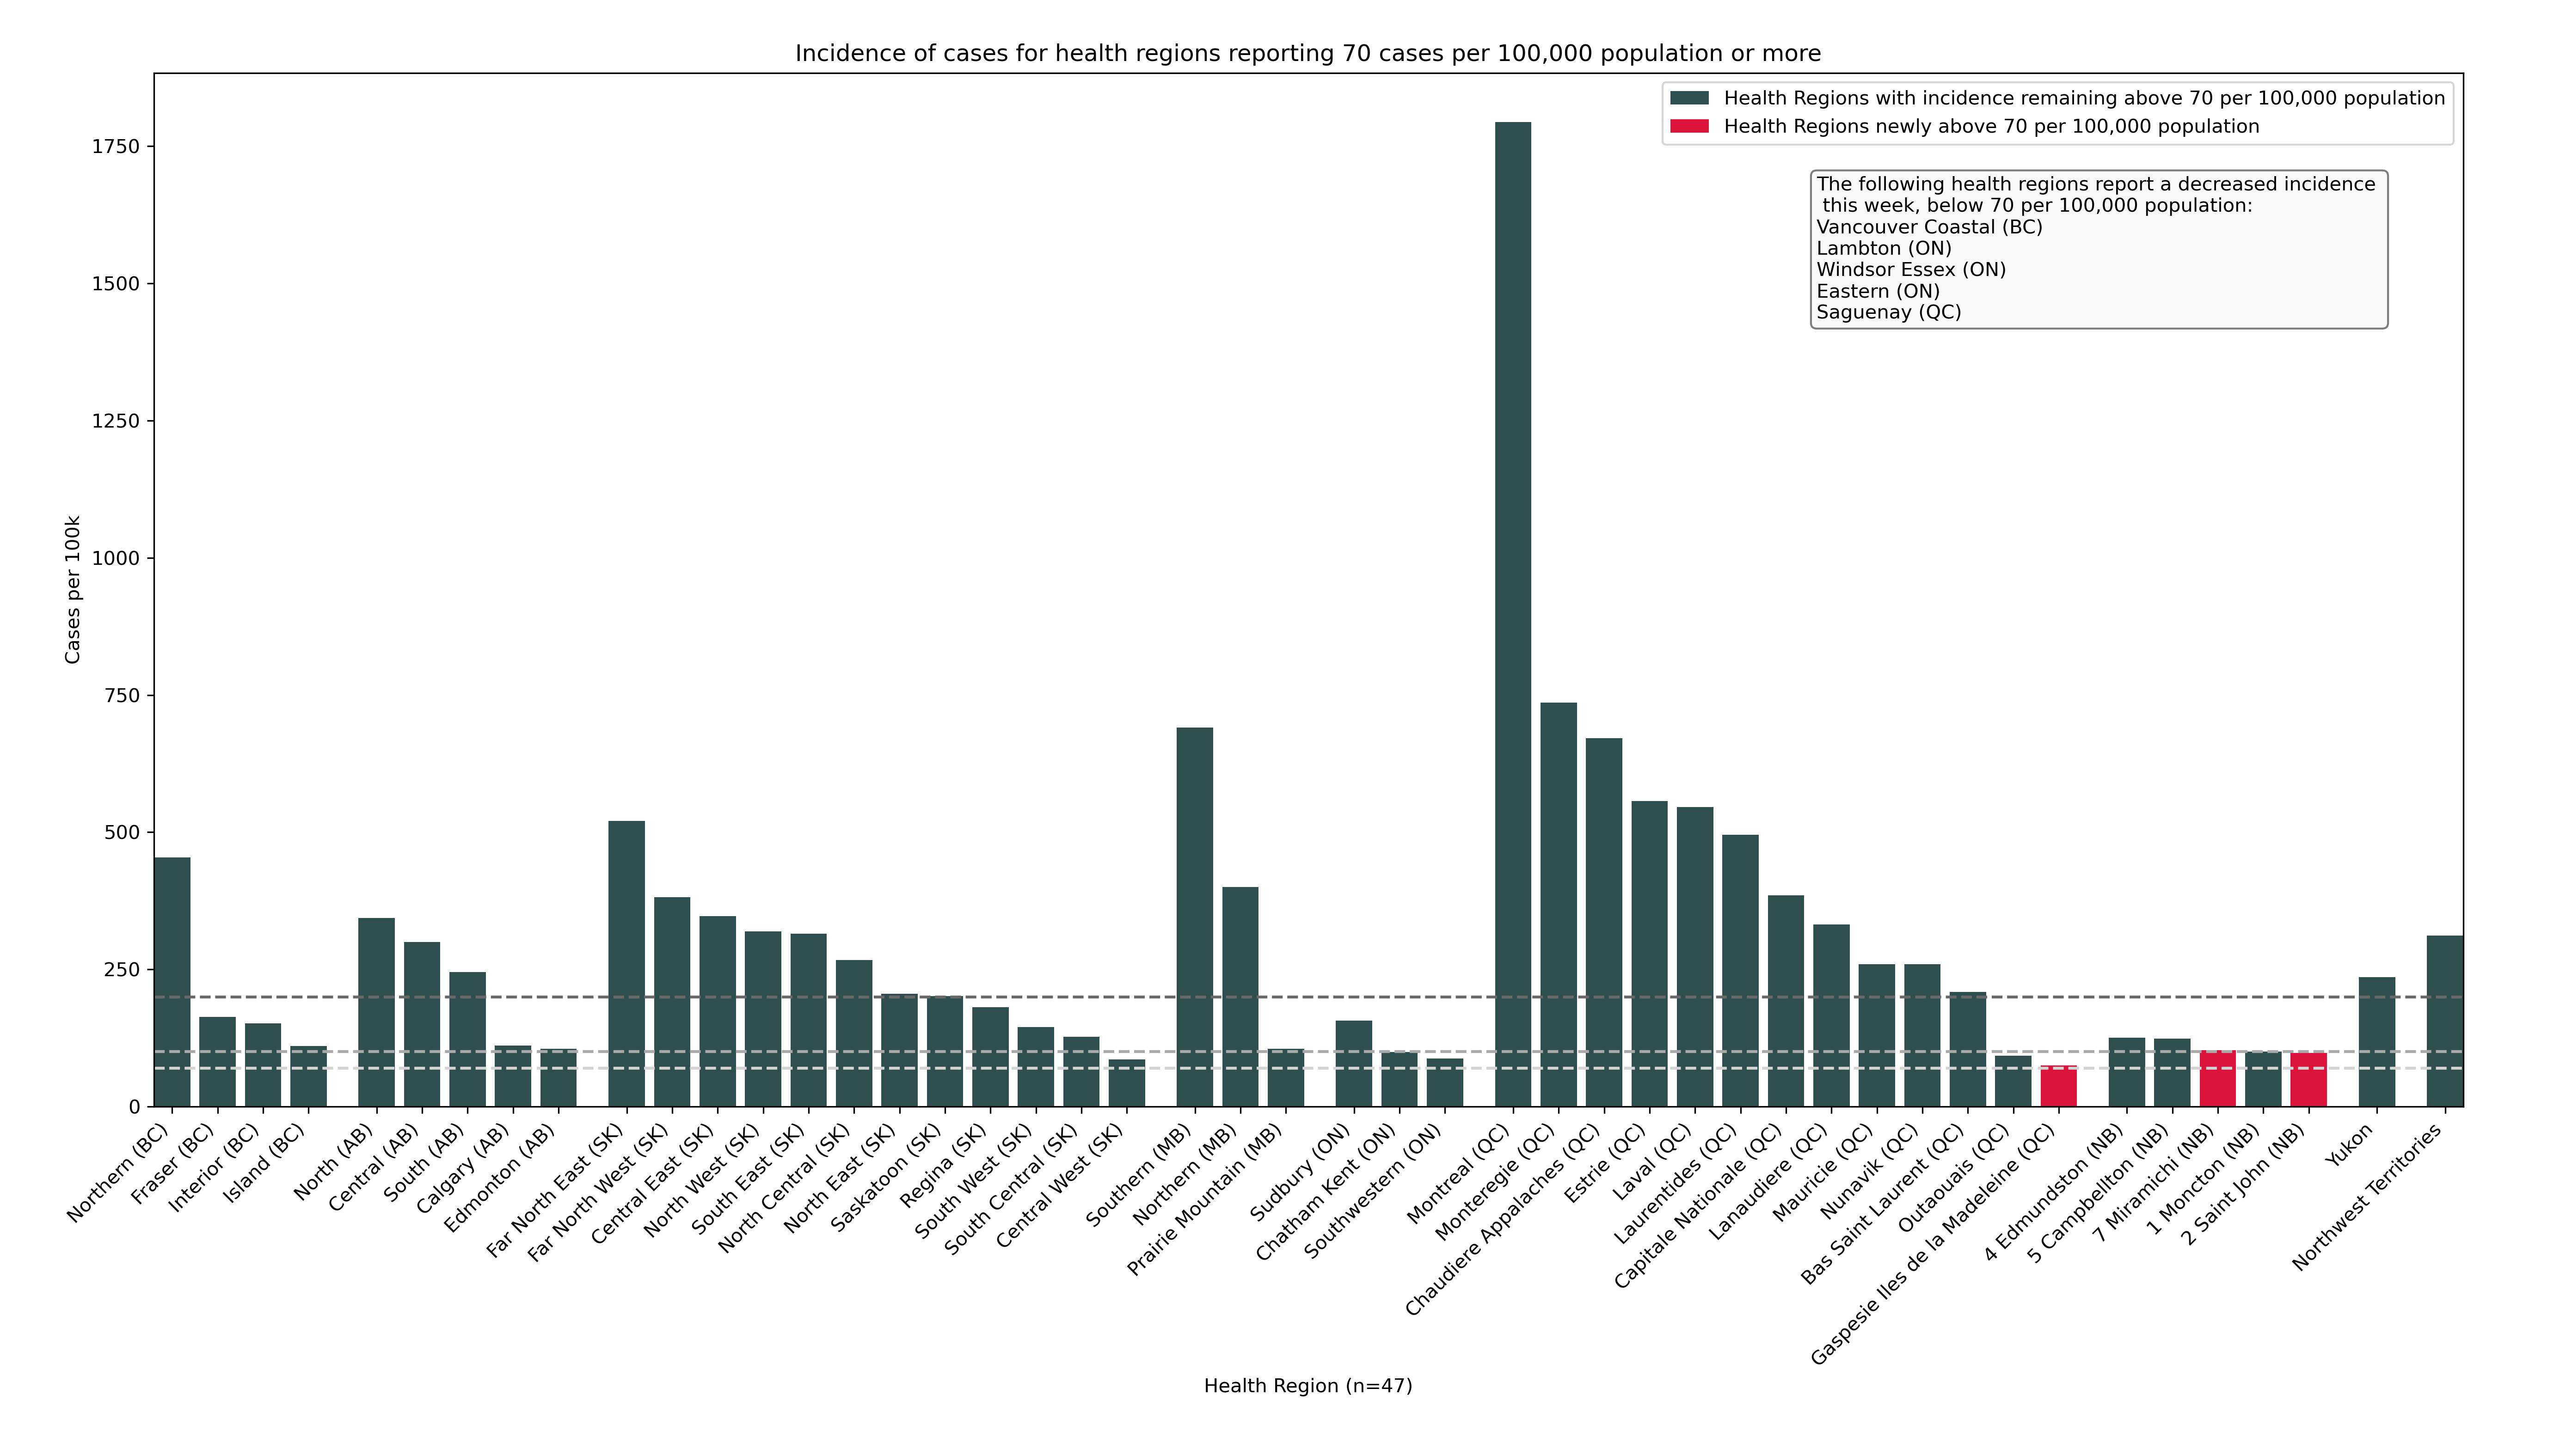 Incidence of cases for health regions reporting 70 cases per 100,000 population or more
Health Regions with incidence remaining above 70 per 100,000 population
Health Regions newly above 70 per 100,000 population
The following health regions report a decreased incidence
this week, below 70 per 100,000 population:
Vancouver Coastal (BC)
Lambton (ON)
Windsor Essex (ON)
Eastern (ON)
Saguenay (QC)
Cases per 100k
1750
1500
1250
1000
750
500
250
0
Northern (BC)
Fraser (BC)
Interior (BC)
Island (BC)
North (AB)
Central (AB)
South (AB)
Calgary (AB)
Edmonton (AB)
Far North East (SK)
Far North West (SK)
Central East (SK)
North West (SK)
South East (SK)
North Central (SK)
North East (SK)
Saskatoon (SK)
Regina (SK)
South West (SK)
South Central (SK)
Central West (SK)
Southern (MB)
Northern (MB)
Prairie Mountain (MB)
Sudbury (ON)
Chatham Kent (ON)
Southwestern (ON)
Montreal (QC)
Monteregie (QC)
Chaudiere Appalaches (QC)
Estrie (QC)
Laval (QC)
Laurentides (QC)
Capitale Nationale (QC)
Lanaudiere (QC)
Mauricie (QC)
Nunavik (QC)
Bas Saint Laurent (QC)
Outaouais (QC)
Gaspesie Iles de la Madeleine (QC)
4 Edmundston (NB)
5 Campbellton (NB)
7 Miramichi (NB)
1 Moncton (NB)
2 Saint John (NB)
Yukon
Northwest Territories
Health Region (n=47)